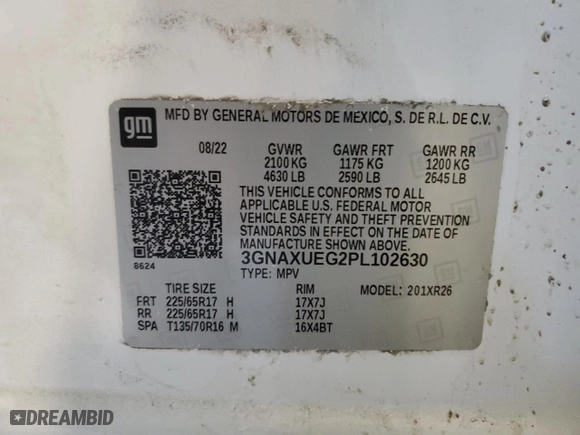 gm
MFD BY GENERAL MOTORS DE MEXICO, S. DE R.L. DE C.V.
08/22 GVWR GAWR FRT GAWR RR
2100 KG 1175 KG 1200 KG
4630 LB 2590 LB 2645 LB
THIS VEHICLE CONFORMS TO ALL
APPLICABLE U.S. FEDERAL MOTOR
VEHICLE SAFETY AND THEFT PREVENTION
STANDARDS IN EFFECT ON THE DATE OF
MANUFACTURE SHOWN ABOVE.
8624
3GNAXUEG2PL102630
TYPE: MPV
TIRE SIZE RIM MODEL: 201XR26
FRT 225/65R17 H 17X7J
RR 225/65R17 H 17X7J
SPA T135/70R16 M 16X4BT
DREAMBID